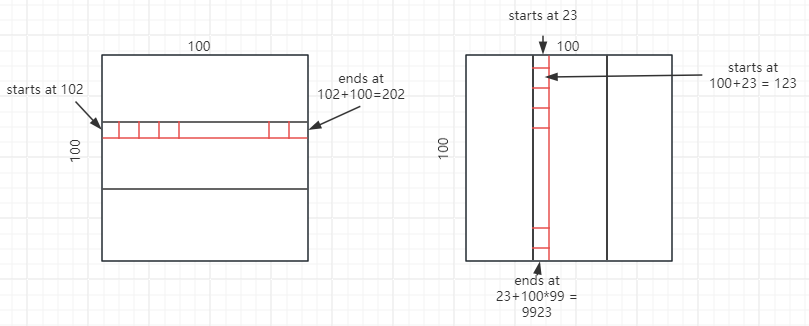 100
starts at 102
ends at
102+100=202
100
starts at 23
100
starts at
100+23 = 123
100
ends at
23+100*99 =
9923